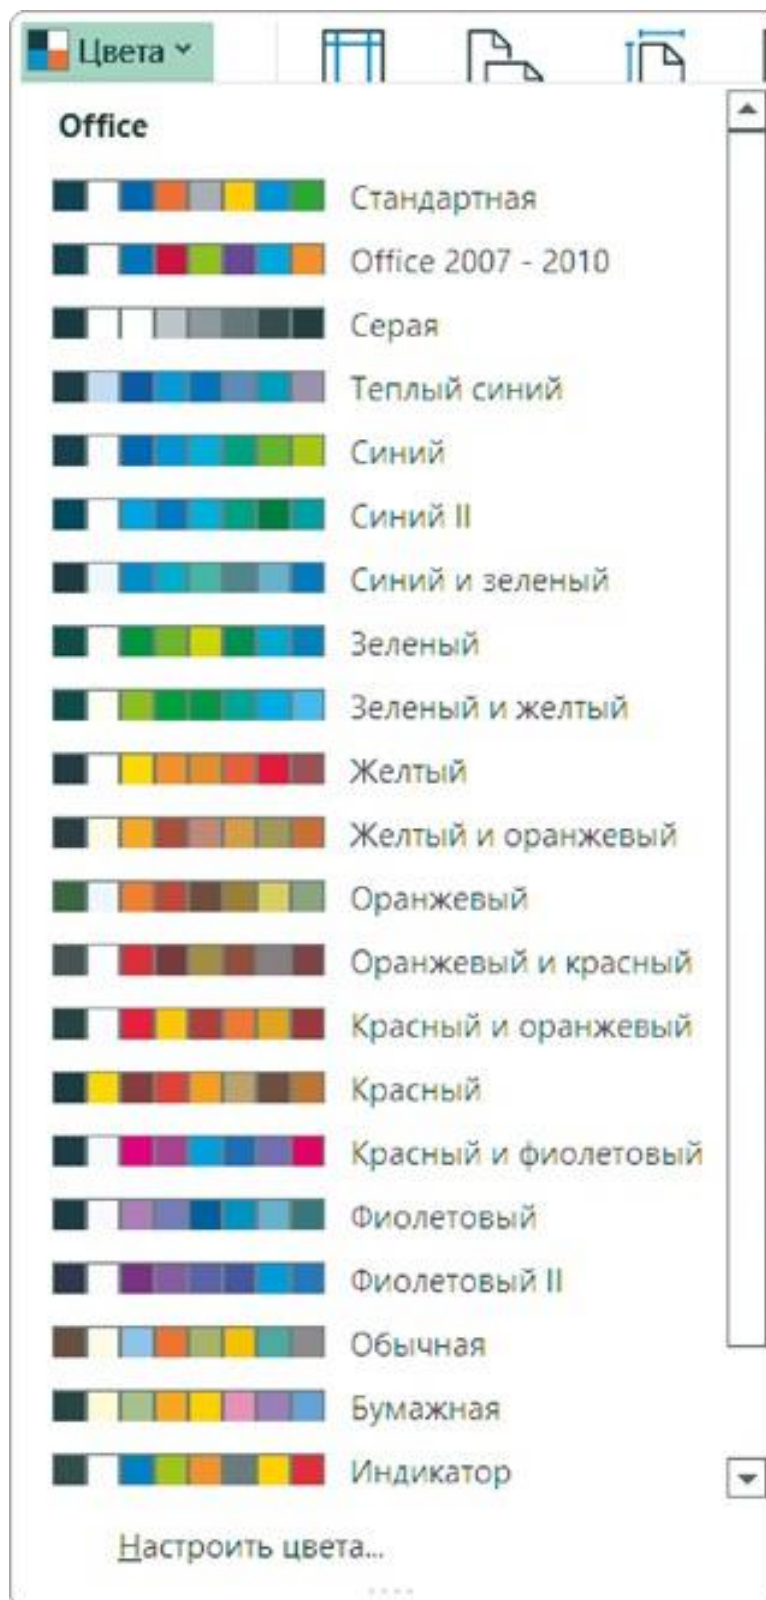 Цвета
Office
Стандартная
Office 2007 - 2010
Серая
Теплый синий
Синий
Синий II
Синий и зеленый
Зеленый
Зеленый и желтый
Желтый
Желтый и оранжевый
Оранжевый
Оранжевый и красный
Красный и оранжевый
Красный
Красный и фиолетовый
Фиолетовый
Фиолетовый II
Обычная
Бумажная
Индикатор
Настроить цвета...